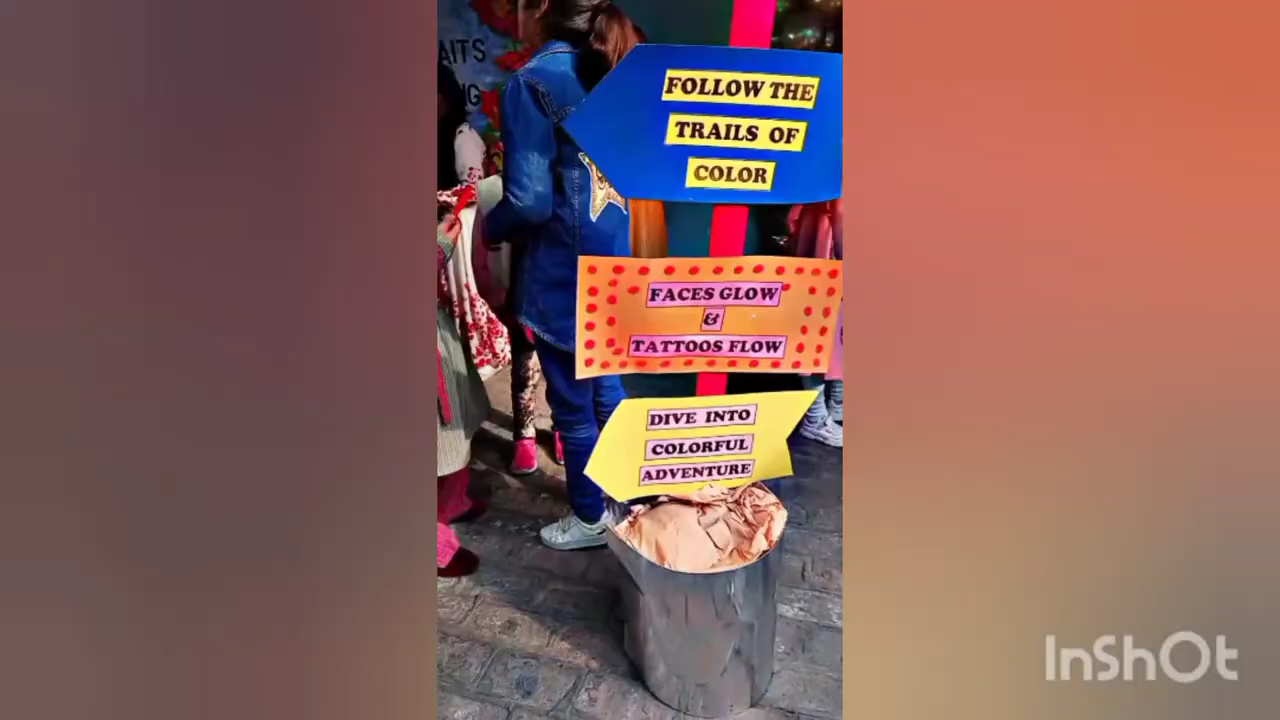 FOLLOW THE
TRAILS OF
COLOR
FACES GLOW
&
TATTOOS FLOW
DIVE INTO
COLORFUL
ADVENTURE
InShOt